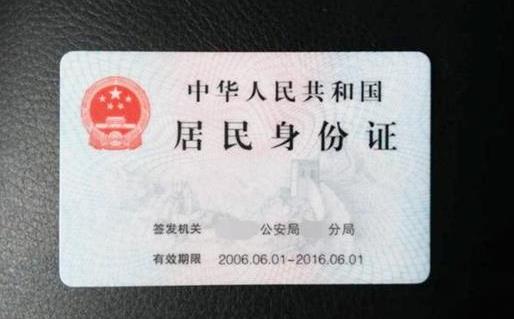 中华人民共和国
居民身份证
签发机关 公安局 分局
有效期限 2006.06.01-2016.06.01